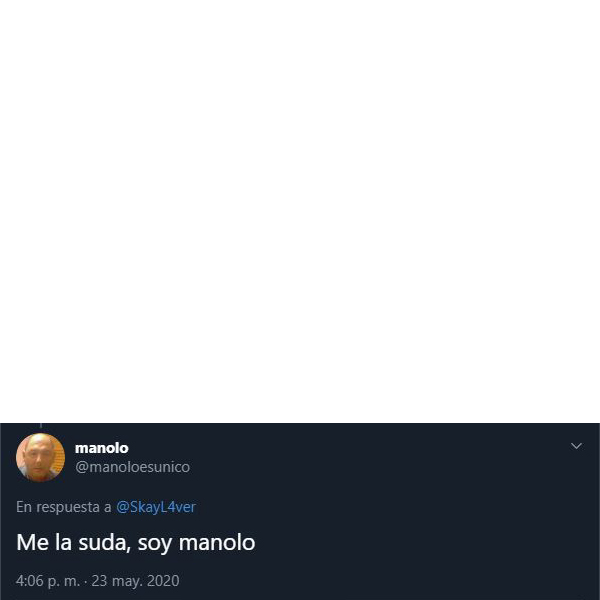 manolo
@manoloesunico
En respuesta a @SkayL4ver
Me la suda, soy manolo
4:06 p. m. · 23 may. 2020